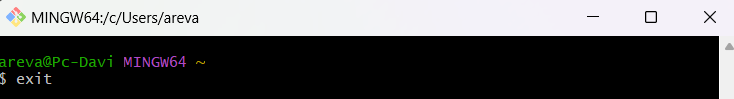 MINGW64:/c/Users/areva
areva@Pc-Davi MINGW64 ~
$ exit